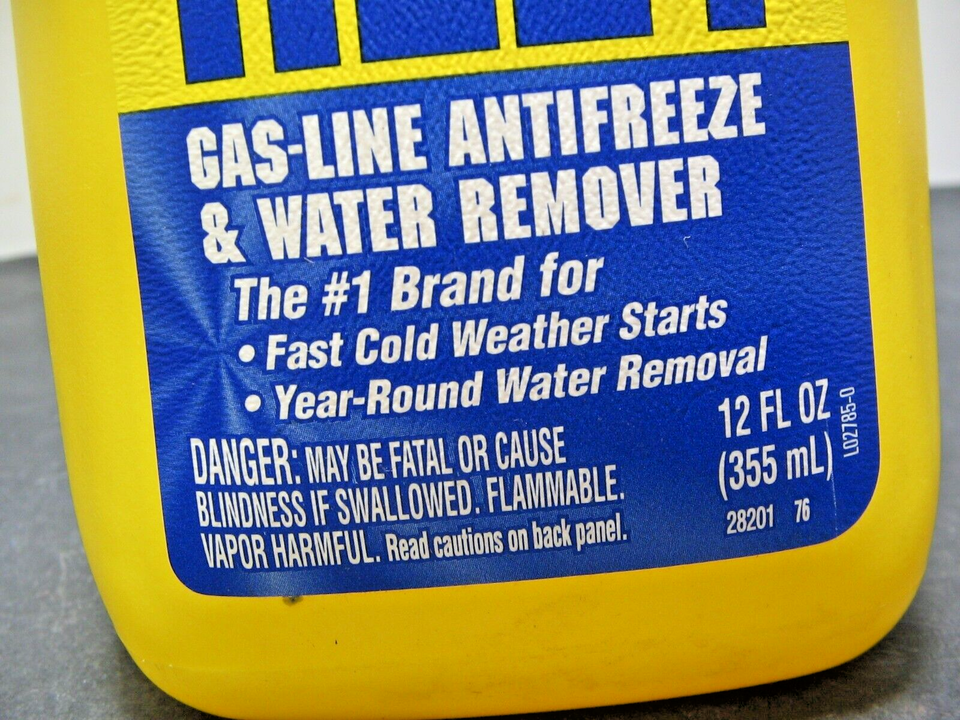 GAS-LINE ANTIFREEZE
& WATER REMOVER
The #1 Brand for
• Fast Cold Weather Starts
• Year-Round Water Removal
DANGER: MAY BE FATAL OR CAUSE
BLINDNESS IF SWALLOWED. FLAMMABLE.
VAPOR HARMFUL. Read cautions on back panel.
12 FL OZ
(355 mL)
28201 76
L02785-0